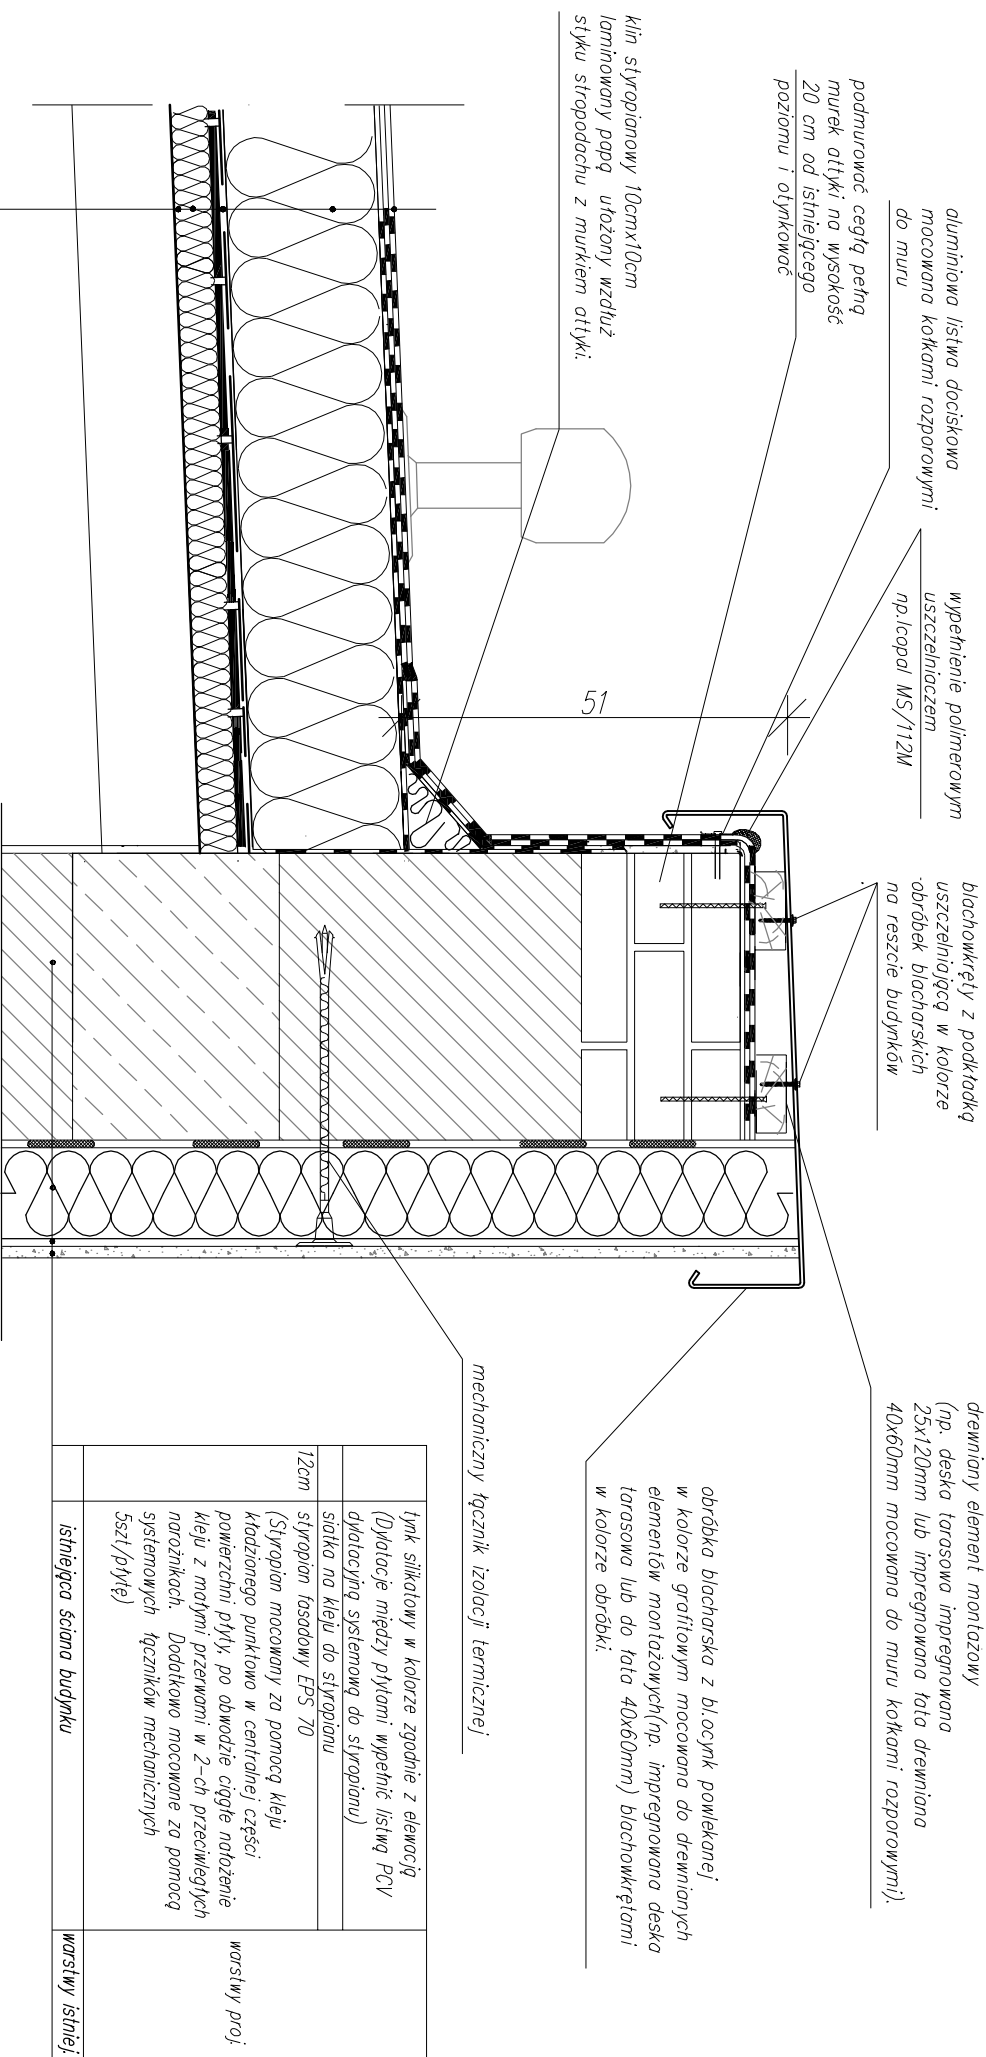 klin styropianowy 10cmx10cm
laminowany papą ułożony wzdłuż
styku stropodachu z murkiem attyki.
podmurować cegłą pełną
murek attyki na wysokość
20 cm od istniejącego
poziomu i otynkować
aluminiowa listwa dociskowa
mocowana kołkami rozporowymi
do muru
wypełnienie polimerowym
uszczelniaczem
np.Icopal MS/112M
51
blachowkręty z podkładką
uszczelniającą w kolorze
obróbek blacharskich
na reszcie budynków
drewniany element montażowy
(np. deska tarasowa impregnowana
25x120mm lub impregnowana łata drewniana
40x60mm mocowana do muru kołkami rozporowymi).
obróbka blacharska z bl.ocynk powlekanej
w kolorze grafitowym mocowana do drewnianych
elementów montażowych(np. impregnowana deska
tarasowa lub do łata 40x60mm) blachowkrętami
w kolorze obróbki.
mechaniczny łącznik izolacji termicznej
tynk silikatowy w kolorze zgodnie z elewacją
(Dylatacje między płytami wypełnić listwą PCV
dylatacyjną systemową do styropianu)
siatka na kleju do styropianu
12cm
styropian fasadowy EPS 70
(Styropian mocowany za pomocą kleju
kładzionego punktowo w centralnej części
powierzchni płyty, po obwodzie ciągłe nałożenie
kleju z małymi przerwami w 2-ch przeciwległych
narożnikach. Dodatkowo mocowane za pomocą
systemowych łączników mechanicznych
5szt/płytę)
warstwy proj.
istniejąca ściana budynku
warstwy istniej.